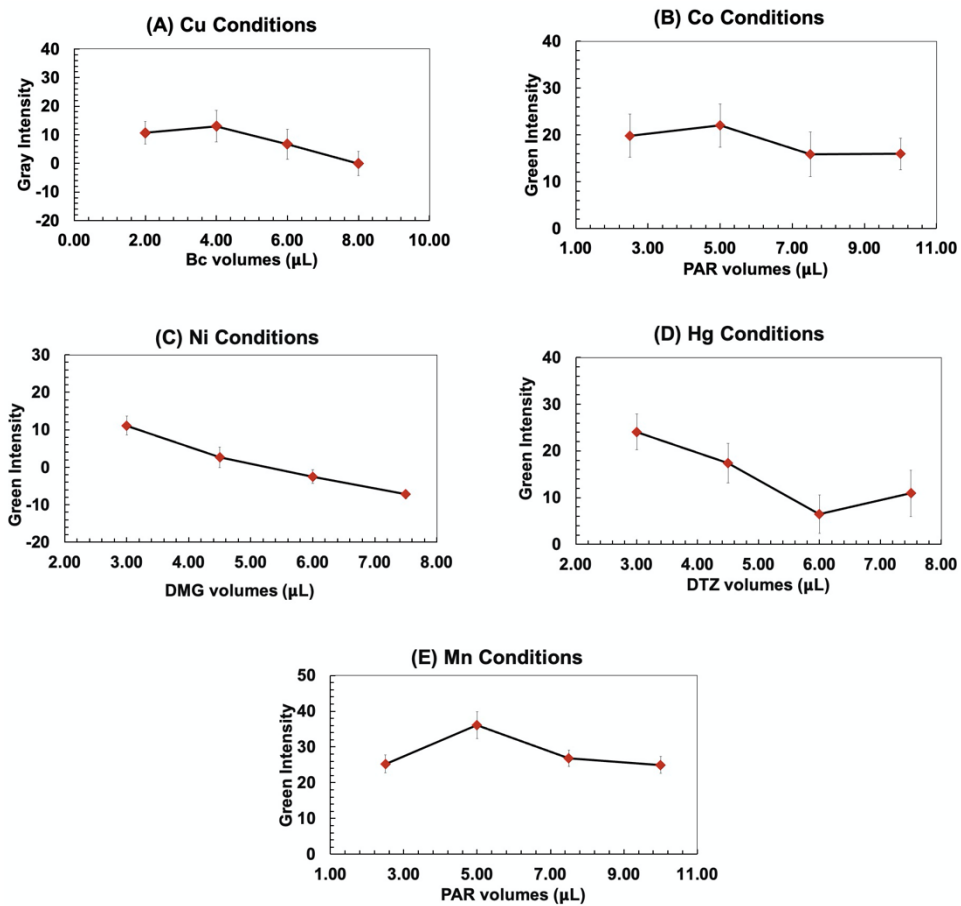 (A) Cu Conditions
Gray Intensity
40
30
20
10
0
-10
-20
0.00 2.00 4.00 6.00 8.00 10.00
Bc volumes (µL)
(B) Co Conditions
Green Intensity
40
30
20
10
0
1.00 3.00 5.00 7.00 9.00 11.00
PAR volumes (µL)
(C) Ni Conditions
Green Intensity
30
20
10
0
-10
-20
2.00 3.00 4.00 5.00 6.00 7.00 8.00
DMG volumes (µL)
(D) Hg Conditions
Green Intensity
40
30
20
10
0
2.00 3.00 4.00 5.00 6.00 7.00 8.00
DTZ volumes (µL)
(E) Mn Conditions
Green Intensity
50
40
30
20
10
0
1.00 3.00 5.00 7.00 9.00 11.00
PAR volumes (µL)